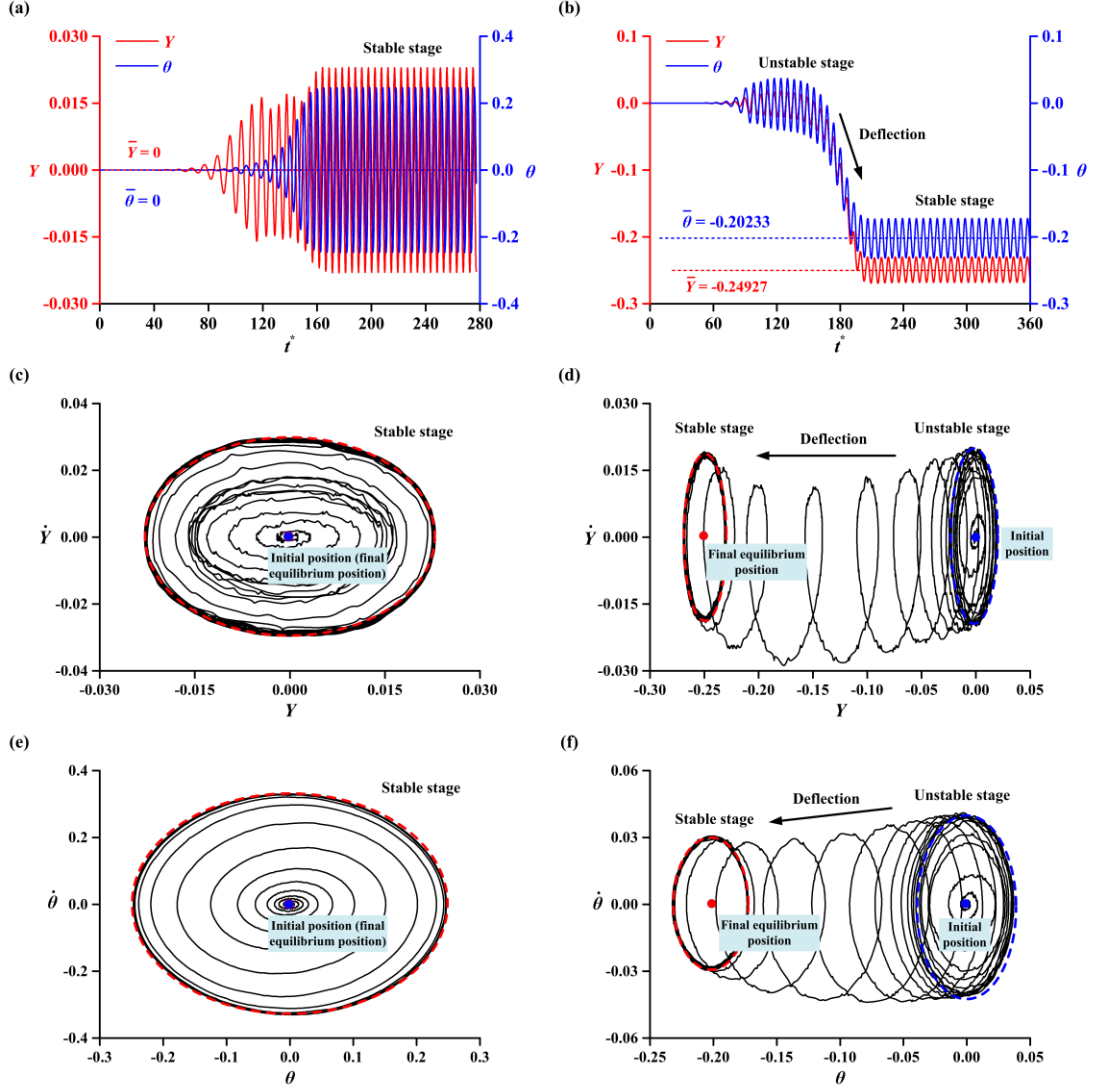 (a)
Y
θ
Stable stage
Y̅ = 0
θ̅ = 0
0.030
0.015
0.000
-0.015
-0.030
Y
0.4
0.2
0.0
-0.2
-0.4
θ
0 40 80 120 160 200 240 280
t*
(b)
Y
θ
Unstable stage
Deflection
Stable stage
θ̅ = -0.20233
Y̅ = -0.24927
0.1
0.0
-0.1
-0.2
-0.3
Y
0.1
0.0
-0.1
-0.2
-0.3
θ
0 60 120 180 240 300 360
t*
(c)
Stable stage
Initial position (final
equilibrium position)
0.04
0.02
0.00
-0.02
-0.04
Ẏ
-0.030 -0.015 0.000 0.015 0.030
Y
(d)
Stable stage
Deflection
Unstable stage
Final equilibrium
position
Initial
position
0.030
0.015
0.000
-0.015
-0.030
Ẏ
-0.30 -0.25 -0.20 -0.15 -0.10 -0.05 0.00 0.05
Y
(e)
Stable stage
Initial position (final
equilibrium position)
0.4
0.2
0.0
-0.2
-0.4
θ̇
-0.3 -0.2 -0.1 0.0 0.1 0.2 0.3
θ
(f)
Stable stage
Deflection
Unstable stage
Final equilibrium
position
Initial
position
0.06
0.03
0.00
-0.03
-0.06
θ̇
-0.25 -0.20 -0.15 -0.10 -0.05 0.00 0.05
θ